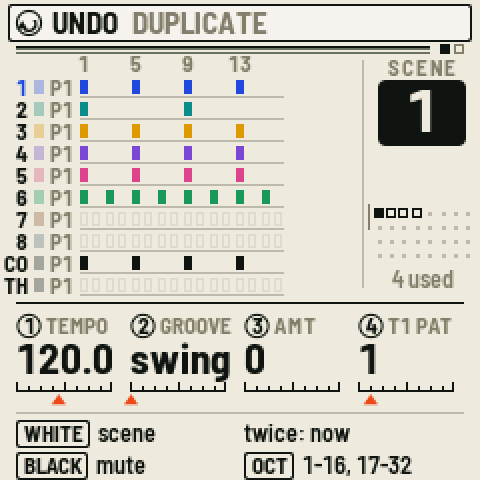 UNDO DUPLICATE
1 5 9 13 SCENE
1 P1 1
2 P1
3 P1
4 P1
5 P1
6 P1
7 P1
8 P1
CO P1
TH P1 4 used
1 TEMPO 2 GROOVE 3 AMT 4 T1 PAT
120.0 swing 0 1
WHITE scene twice: now
BLACK mute OCT 1-16, 17-32